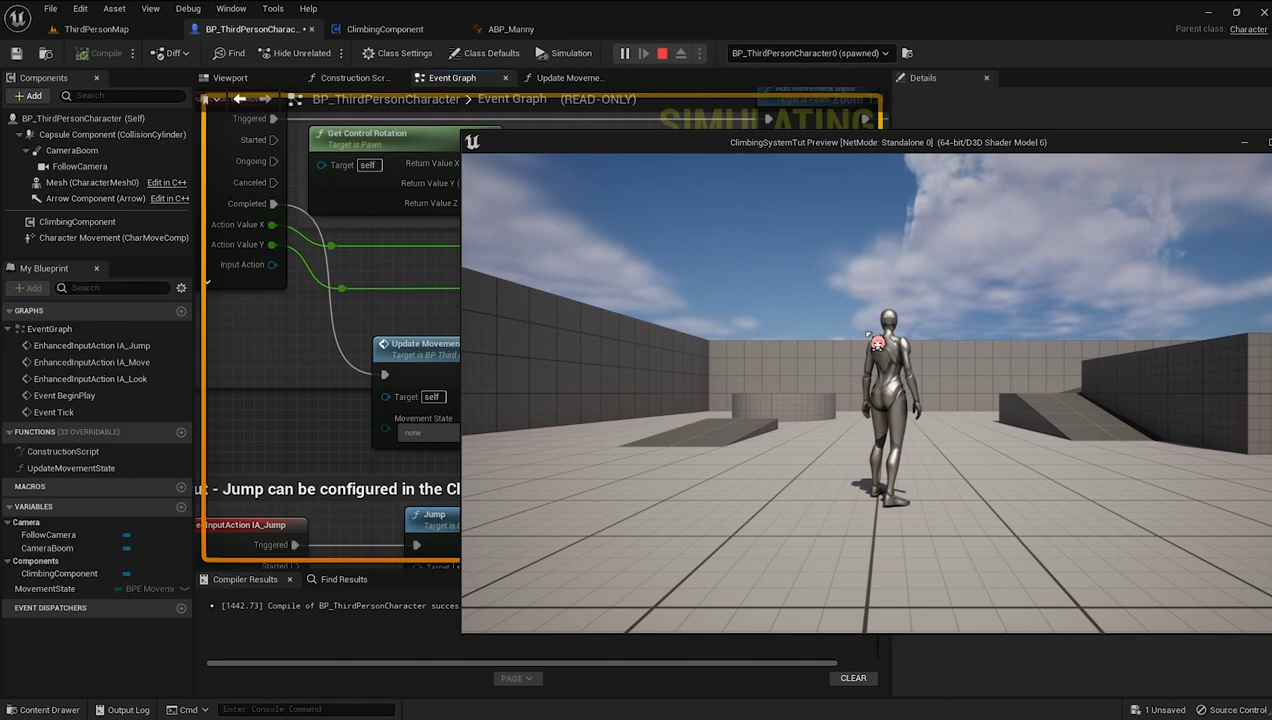 File Edit Asset View Debug Window Tools Help
ThirdPersonMap
BP_ThirdPersonCharac...
ClimbingComponent
ABP_Manny
Parent class: Character
Compile
Diff
Find
Hide Unrelated
Class Settings
Class Defaults
Simulation
BP_ThirdPersonCharacter0 (spawned)
Components
Viewport
Construction Scr...
Event Graph
Update Moveme...
Details
Add
Search
BP_ThirdPersonCharacter > Event Graph (READ-ONLY)
SIMULATING
BP_ThirdPersonCharacter (Self)
Capsule Component (CollisionCylinder)
CameraBoom
FollowCamera
Mesh (CharacterMesh0) Edit in C++
Arrow Component (Arrow) Edit in C++
ClimbingComponent
Character Movement (CharMoveComp)
My Blueprint
Add
Search
GRAPHS
EventGraph
EnhancedInputAction IA_Jump
EnhancedInputAction IA_Move
EnhancedInputAction IA_Look
Event BeginPlay
Event Tick
FUNCTIONS (33 OVERRIDABLE)
ConstructionScript
UpdateMovementState
MACROS
VARIABLES
Camera
FollowCamera
CameraBoom
Components
ClimbingComponent
MovementState
BPE Moveme
EVENT DISPATCHERS
Triggered
Started
Ongoing
Canceled
Completed
Action Value X
Action Value Y
Input Action
Get Control Rotation
Target is Pawn
Target self
Return Value X
Return Value Y (
Return Value Z
Add Movement Input
Target is Pawn
Zoom
Update Movemen
Target is BP Third
Target self
Movement State
none
- Jump can be configured in the Cl
InputAction IA_Jump
Triggered
Jump
Target is
ClimbingSystemTut Preview [NetMode: Standalone 0] (64-bit/D3D Shader Model 6)
Compiler Results
Find Results
[1442.73] Compile of BP_ThirdPersonCharacter succes
PAGE
CLEAR
Content Drawer
Output Log
Cmd
Enter Console Command
1 Unsaved
Source Control